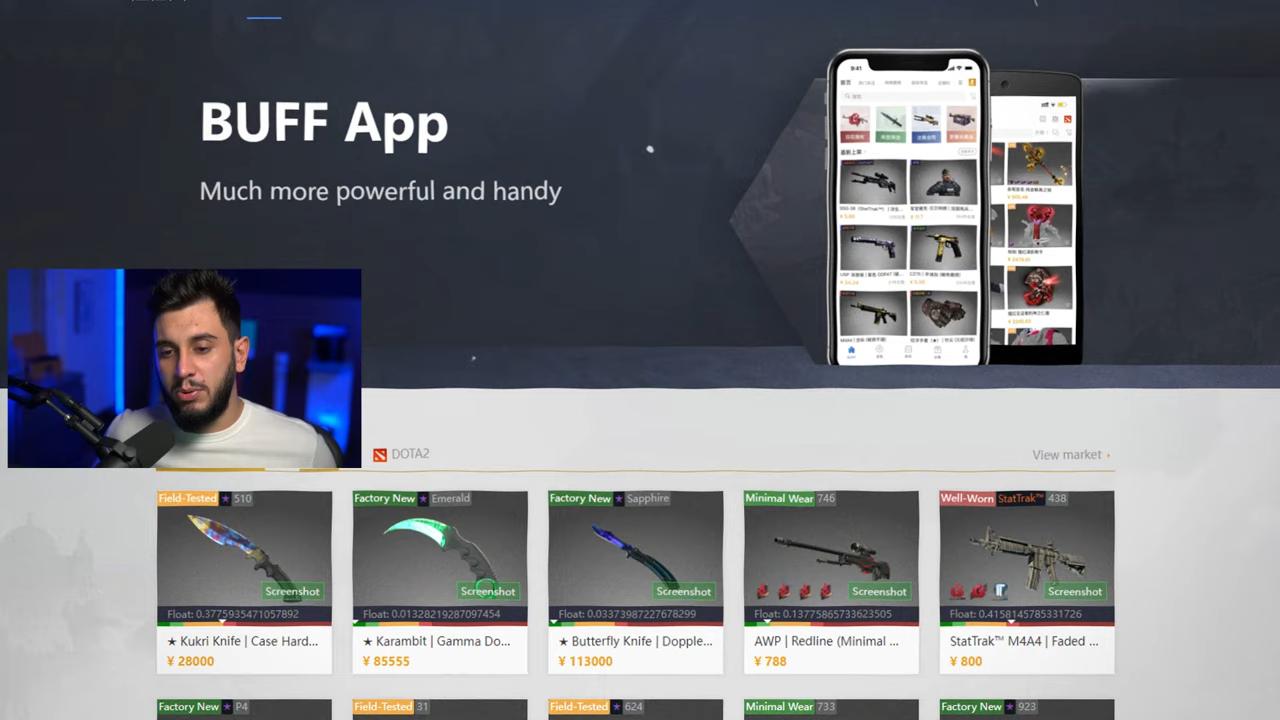 BUFF App
Much more powerful and handy
9:41
DOTA2
View market
Field-Tested ★ 510
Factory New ★ Emerald
Factory New ★ Sapphire
Minimal Wear 746
Well-Worn StatTrak™ 438
Screenshot
Screenshot
Screenshot
Screenshot
Screenshot
Float: 0.3775935471057892
Float: 0.01328219287097454
Float: 0.03373987227678299
Float: 0.13775865733623505
Float: 0.4158145785331726
★ Kukri Knife | Case Hard...
★ Karambit | Gamma Do...
★ Butterfly Knife | Dopple...
AWP | Redline (Minimal ...
StatTrak™ M4A4 | Faded ...
¥ 28000
¥ 85555
¥ 113000
¥ 788
¥ 800
Factory New ★ P4
Field-Tested 31
Field-Tested ★ 624
Minimal Wear 733
Factory New ★ 923